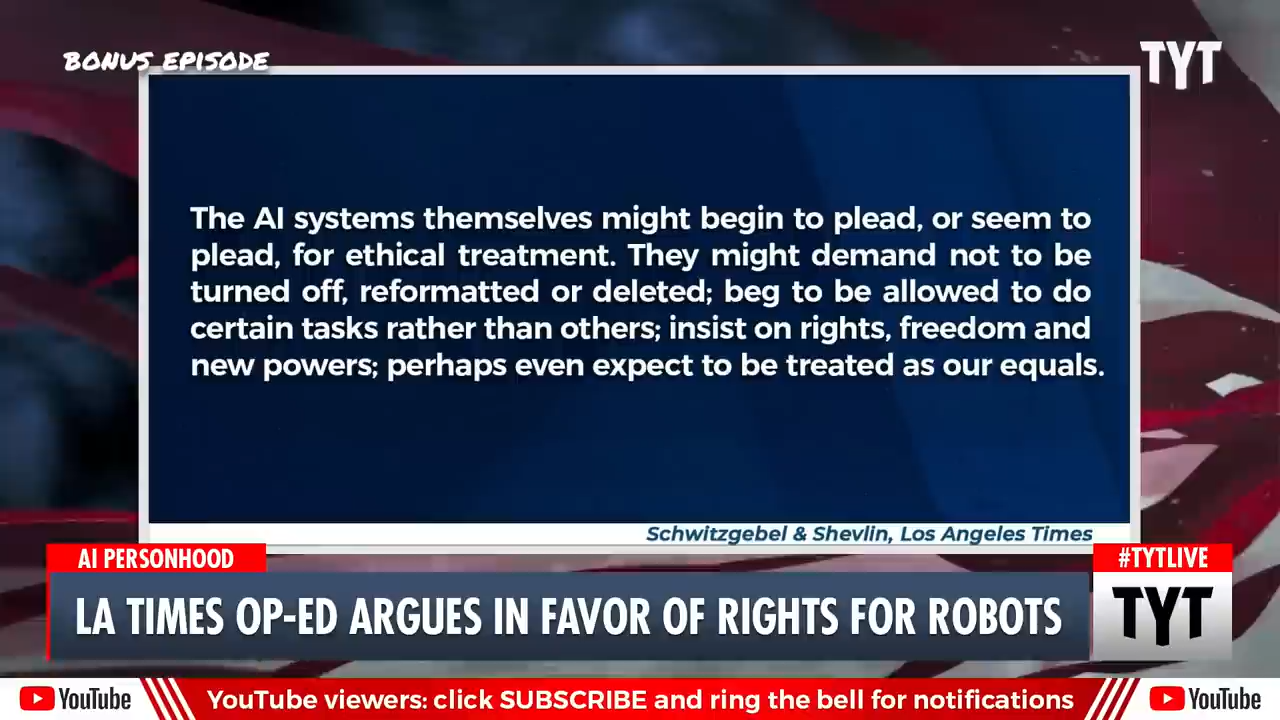 BONUS EPISODE
TYT
The AI systems themselves might begin to plead, or seem to
plead, for ethical treatment. They might demand not to be
turned off, reformatted or deleted; beg to be allowed to do
certain tasks rather than others; insist on rights, freedom and
new powers; perhaps even expect to be treated as our equals.
Schwitzgebel & Shevlin, Los Angeles Times
AI PERSONHOOD
#TYTLIVE
LA TIMES OP-ED ARGUES IN FAVOR OF RIGHTS FOR ROBOTS
TYT
YouTube
YouTube viewers: click SUBSCRIBE and ring the bell for notifications
YouTube